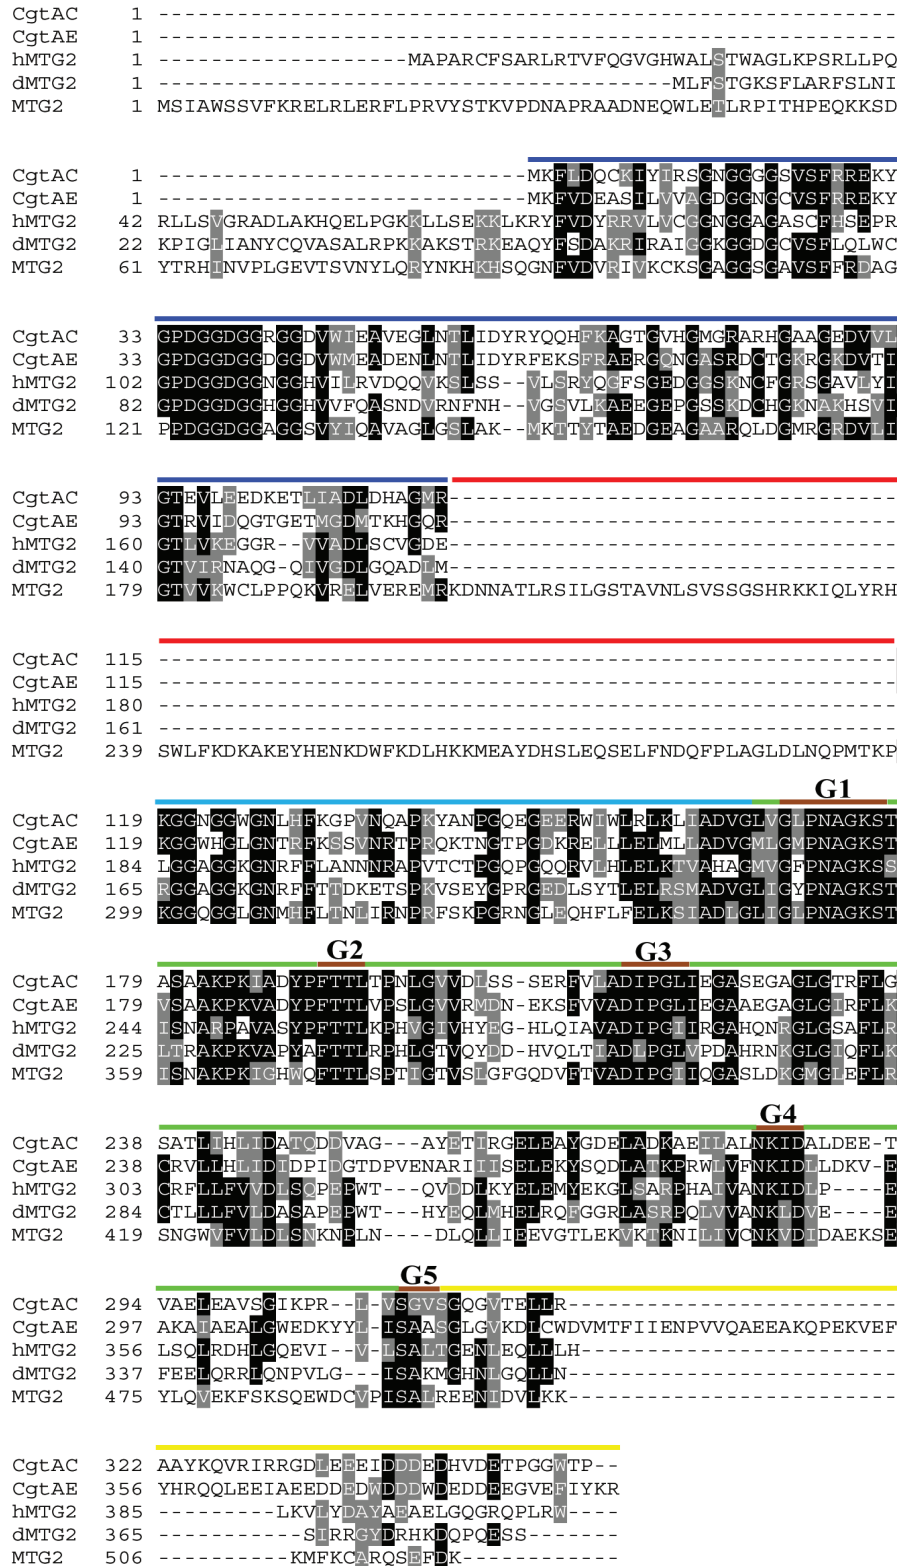 CgtAC 1 --------------------------------------------------------
CgtAE 1 --------------------------------------------------------
hMTG2 1 -------------------MAPARCFSARLRTVFQGVGHWALSTWAGLKPSRLLPQ
dMTG2 1 ---------------------------------------MLFSTGKSFLARFSLNI
MTG2 1 MSIAWSSVFKRELRLERFLPRVYSTKVPDNAPRAADNEQWLETLRPITHPEQKKSD
CgtAC 1 ----------------------------MKFLDQCKIYIRSGNGGGGSVSFRREKY
CgtAE 1 ----------------------------MKFVDEASILVVAGDGGNGCVSFRREKY
hMTG2 42 RLLSVGRADLAKHQELPGKKLLSEKKLKRYFVDYRRVLVCGGNGGAGASCFHSEPR
dMTG2 22 KPIGLIANYCQVASALRPKKAKSTRKEAQYFSDAKRIRAIGGKGGDGCVSFLQLWC
MTG2 61 YTRHINVPLGEVTSVNYLQRYNKHKHSQGNFVDVRIVKCKSGAGGSGAVSFFRDAG
CgtAC 33 GPDGGDGGRGGDVWIEAVEGLNTLIDYRYQQHFKAGTGVHGMGRARHGAAGEDVVL
CgtAE 33 GPDGGDGGDGGDVWMEADENLNTLIDYRFEKSFRAERGQNGASRDCTGKRGKDVTI
hMTG2 102 GPDGGDGGNGGHVILRVDQQVKSLSS--VLSRYQGFSGEDGGSKNCFGRSGAVLYI
dMTG2 82 GPDGGDGGHGGHVVFQASNDVRNFNH--VGSVLKAEEGEPGSSKDCHGKNAKHSVI
MTG2 121 PPDGGDGGAGGSVYIQAVAGLGSLAK--MKTTYTAEDGEAGAARQLDGMRGRDVLI
CgtAC 93 GTEVLEEDKETLIADLDHAGMR----------------------------------
CgtAE 93 GTRVIDQGTGETMGDMTKHGQR----------------------------------
hMTG2 160 GTLVKEGGR--VVADLSCVGDE----------------------------------
dMTG2 140 GTVIRNAQG-QIVGDLGQADLM----------------------------------
MTG2 179 GTVVKWCLPPQKVRELVEREMRKDNNATLRSILGSTAVNLSVSSGSHRKKIQLYRH
CgtAC 115 --------------------------------------------------------
CgtAE 115 --------------------------------------------------------
hMTG2 180 --------------------------------------------------------
dMTG2 161 --------------------------------------------------------
MTG2 239 SWLFKDKAKEYHENKDWFKDLHKKMEAYDHSLEQSELFNDQFPLAGLDLNQPMTKP
G1
CgtAC 119 KGGNGGWGNLHFKGPVNQAPKYANPGQEGEERWIWLRLKLIADVGLVGLPNAGKST
CgtAE 119 KGGWHGLGNTRFKSSVNRTPRQKTNGTPGDKRELLLELMLLADVGMLGMPNAGKST
hMTG2 184 LGGAGGKGNRFFLANNNRAPVTCTPGQPGQQRVLHLELKTVAHAGMVGFPNAGKSS
dMTG2 165 RGGAGGKGNRFFTTDKETSPKVSEYGPRGEDLSYTLELRSMADVGLIGYPNAGKST
MTG2 299 KGGQGGLGNMHFLTNLIRNPRFSKPGRNGLEQHFLFELKSIADLGLIGLPNAGKST
G2 G3
CgtAC 179 ASAAKPKIADYPFTTLTPNLGVVDLSS-SERFVLADIPGLIEGASEGAGLGTRFLG
CgtAE 179 VSAAKPKVADYPFTTLVPSLGVVRMDN-EKSFVVADIPGLIEGAAEGAGLGIRFLK
hMTG2 244 ISNARPAVASYPFTTLKPHVGIVHYEG-HLQIAVADIPGIIRGAHQNRGLGSAFLR
dMTG2 225 LTRAKPKVAPYAFTTLRPHLGTVQYDD-HVQLTIADLPGLVPDAHRNKGLGIQFLK
MTG2 359 ISNAKPKIGHWQFTTLSPTIGTVSLGFGQDVFTVADIPGIIQGASLDKGMGLEFLR
G4
CgtAC 238 SATLIHLIDATQDDVAG---AYETIRGELEAYGDELADKAEILALNKIDALDEE-T
CgtAE 238 CRVLLHLIDIDPIDGTDPVENARIIISELEKYSQDLATKPRWLVFNKIDLLDKV-E
hMTG2 303 CRFLLFVVDLSQPEPWT---QVDDLKYELEMYEKGLSARPHAIVANKIDLP----E
dMTG2 284 CTLLLFVLDASAPEPWT---HYEQLMHELRQFGGRLASRPQLVVANKLDVE----E
MTG2 419 SNGWVFVLDLSNKNPLN----DLQLLIEEVGTLEKVKTKNILIVCNKVDIDAEKSE
G5
CgtAC 294 VAELEAVSGIKPR--L-VSGVSGQGVTELLR-------------------------
CgtAE 297 AKAIAEALGWEDKYYL-ISAASGLGVKDLCWDVMTFIIENPVVQAEEAKQPEKVEF
hMTG2 356 LSQLRDHLGQEVI--V-LSALTGENLEQLLLH------------------------
dMTG2 337 FEELQRRLQNPVLG---ISAKMGHNLGQLLN-------------------------
MTG2 475 YLQVEKFSKSQEWDCVPISALREENIDVLKK-------------------------
CgtAC 322 AAYKQVRIRRGDLEEEIDDDEDHVDETPGGWTP--
CgtAE 356 YHRQQLEEIAEEDDEDWDDDWDEDDEEGVEFIYKR
hMTG2 385 ---------LKVLYDAYAEAELGQGRQPLRW----
dMTG2 365 -----------SIRRGYDRHKDQPQESS-------
MTG2 506 ----------KMFKCARQSEFDK------------